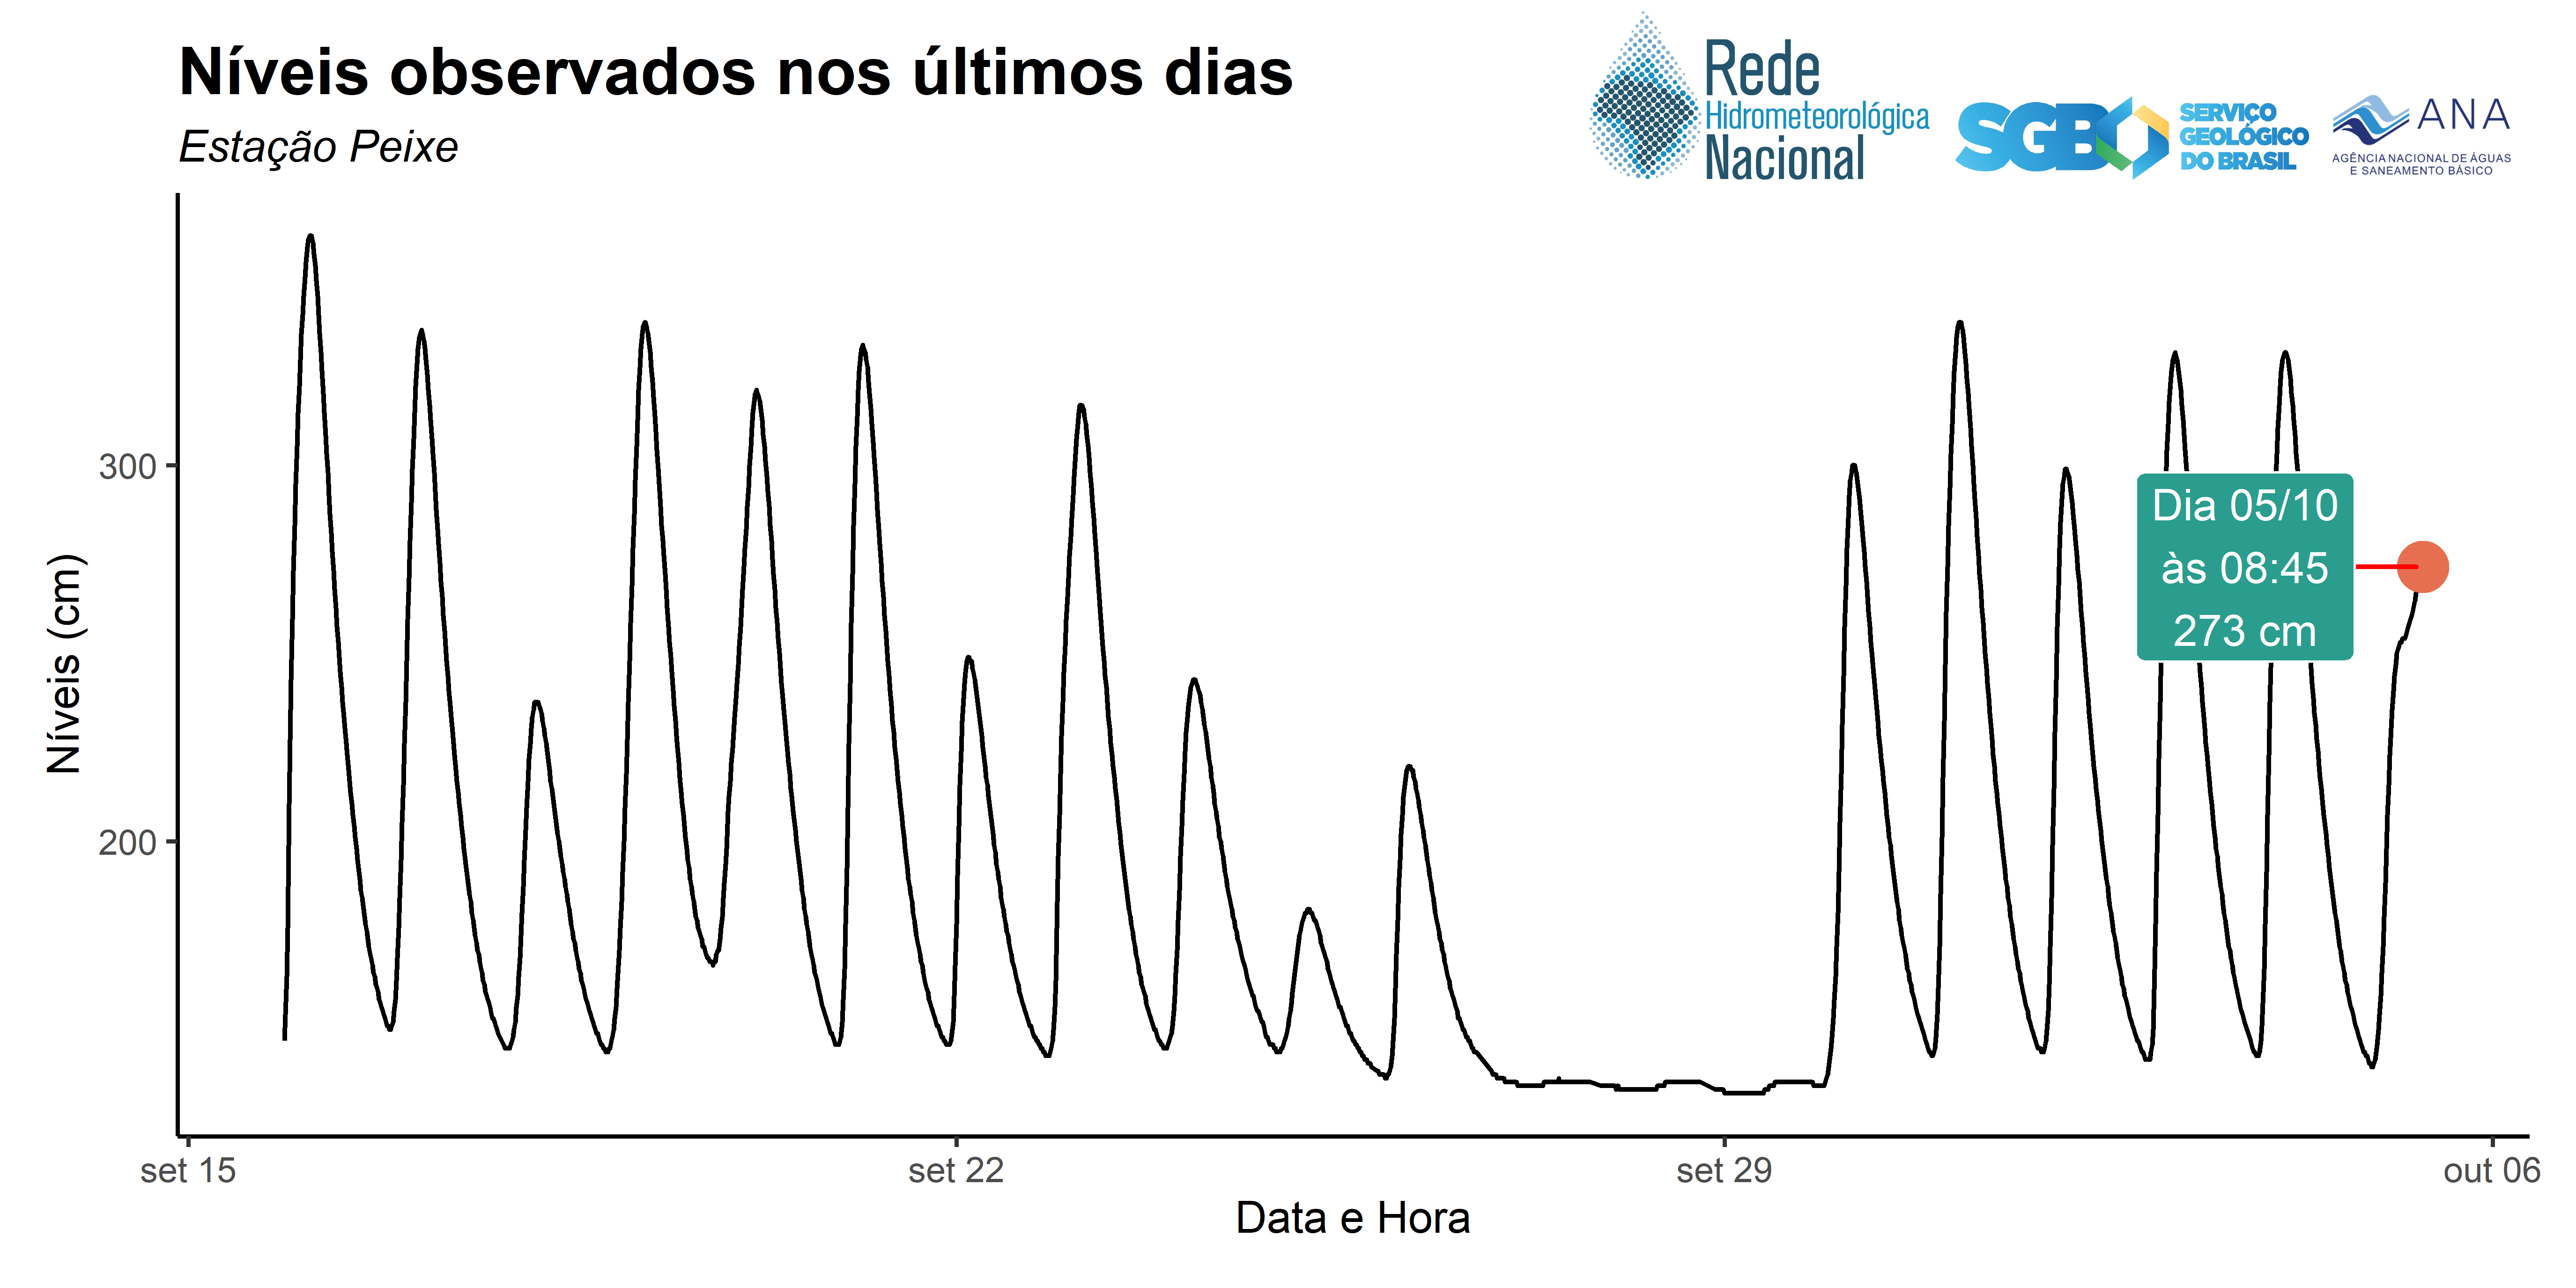 Níveis observados nos últimos dias
Estação Peixe
Rede
Hidrometeorológica
Nacional
SGB
SERVIÇO
GEOLÓGICO
DO BRASIL
ANA
AGÊNCIA NACIONAL DE ÁGUAS
E SANEAMENTO BÁSICO
Níveis (cm)
300
200
Dia 05/10
às 08:45
273 cm
set 15
set 22
set 29
out 06
Data e Hora